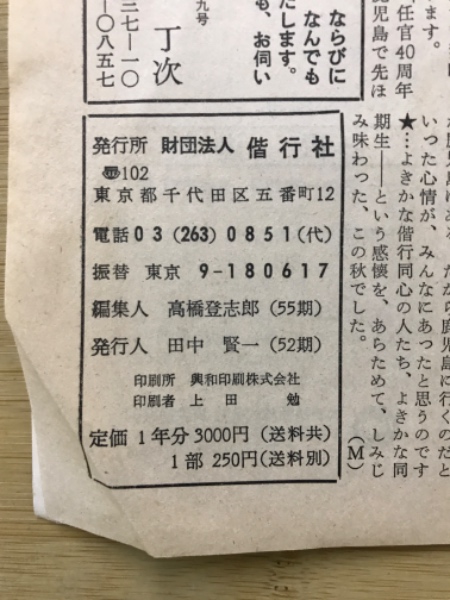 ます。
任官40周年
児島で先ほ
ならびに
なんでも
たします。
も、お伺い
九号
丁次
三七ー一〇
ー〇八五七
いった心情が、みんなにあったと思うのです
★…よきかな偕行同心の人たち、よきかな同
期生――という感懐を、あらためて、しみじ
み味わった、この秋でした。
(M)
発行所 財団法人 偕行社
〠102
東京都千代田区五番町12
電話03(263)0851(代)
振替 東京 9-180617
編集人 高橋登志郎(55期)
発行人 田中 賢一(52期)
印刷所 興和印刷株式会社
印刷者 上田 勉
定価 1年分 3000円(送料共)
1部 250円(送料別)